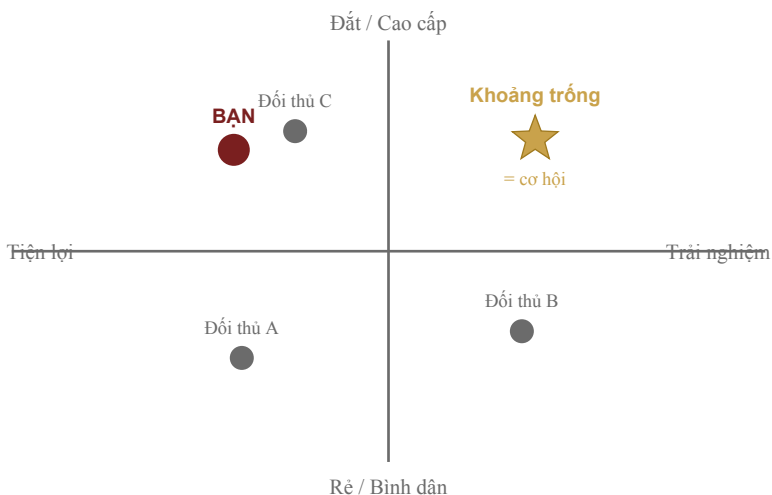 Đắt / Cao cấp
Khoảng trống
Đối thủ C
BẠN
= cơ hội
Tiện lợi
Trải nghiệm
Đối thủ B
Đối thủ A
Rẻ / Bình dân